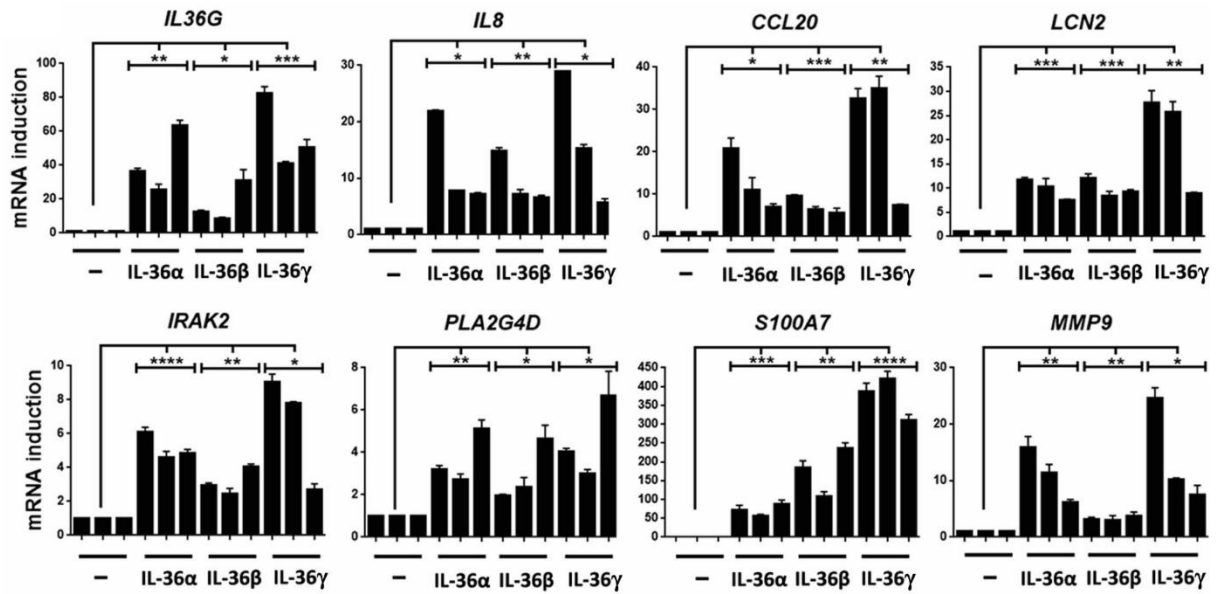 IL36G
mRNA induction
100
80
60
40
20
0
** * ***
– IL-36α IL-36β IL-36γ
IL8
30
20
10
0
* ** *
– IL-36α IL-36β IL-36γ
CCL20
40
30
20
10
0
* *** **
– IL-36α IL-36β IL-36γ
LCN2
35
30
25
20
15
10
5
0
*** *** **
– IL-36α IL-36β IL-36γ
IRAK2
mRNA induction
10
8
6
4
2
0
**** ** *
– IL-36α IL-36β IL-36γ
PLA2G4D
8
6
4
2
0
** * *
– IL-36α IL-36β IL-36γ
S100A7
450
400
350
300
250
200
150
100
50
0
*** ** ****
– IL-36α IL-36β IL-36γ
MMP9
30
20
10
0
** ** *
– IL-36α IL-36β IL-36γ